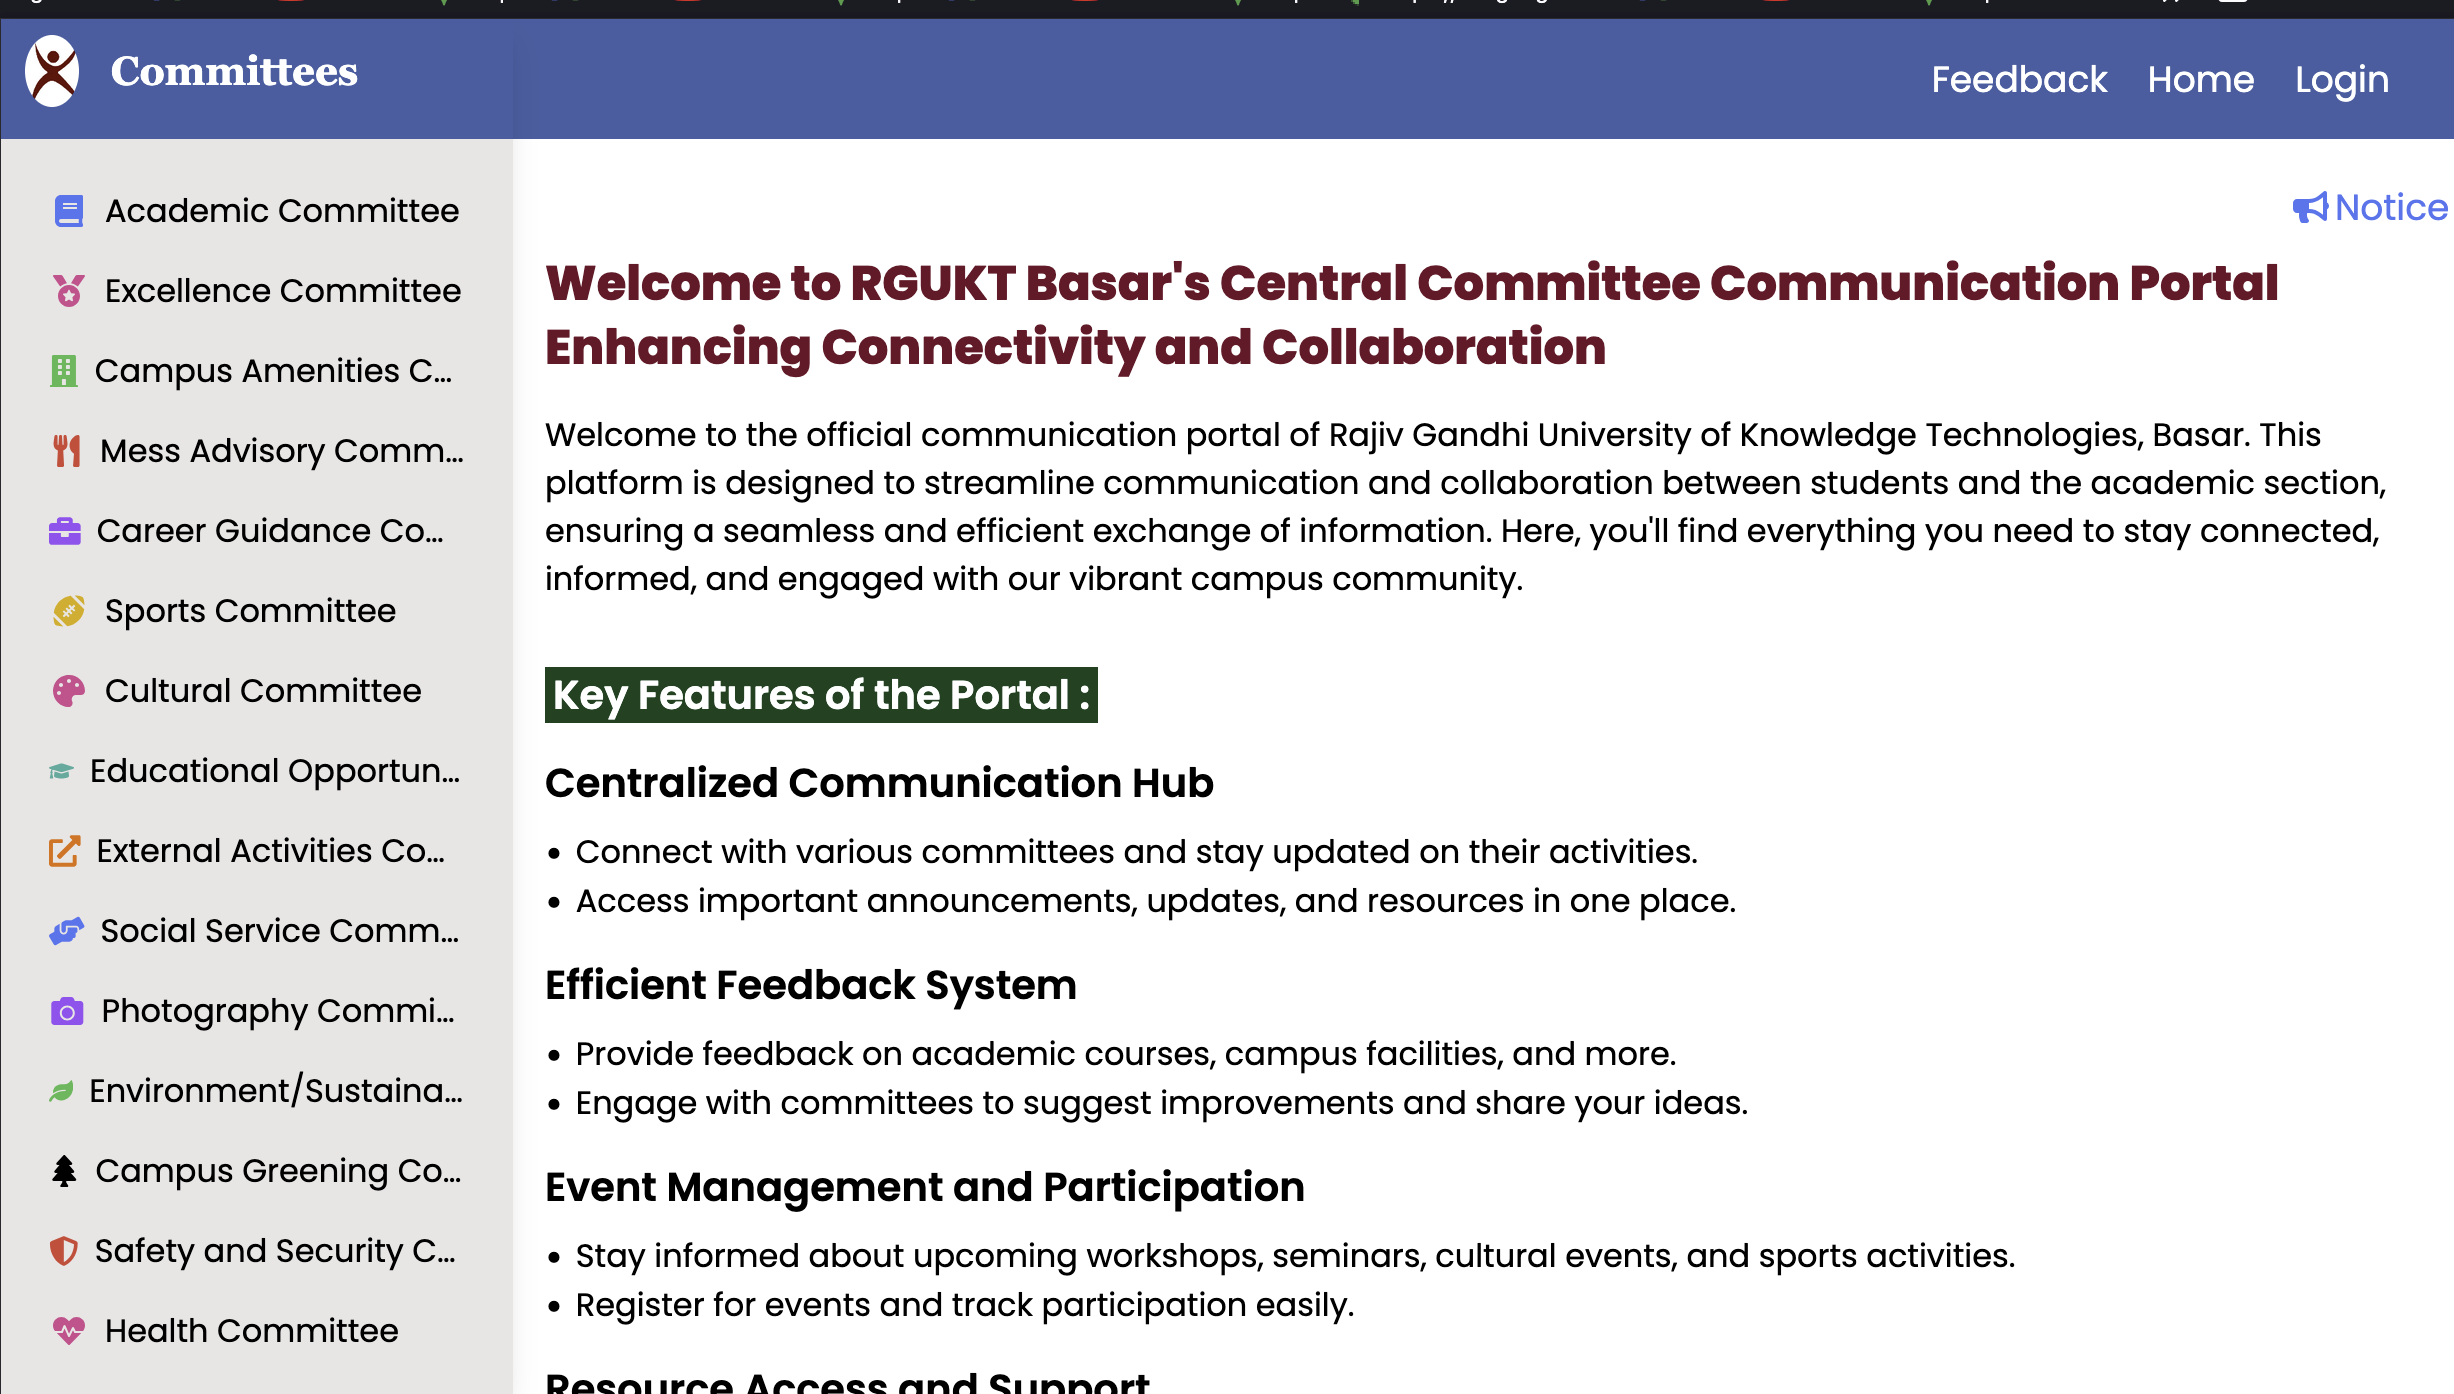 Committees
Feedback Home Login
Academic Committee
Excellence Committee
Campus Amenities C...
Mess Advisory Comm...
Career Guidance Co...
Sports Committee
Cultural Committee
Educational Opportun...
External Activities Co...
Social Service Comm...
Photography Commi...
Environment/Sustaina...
Campus Greening Co...
Safety and Security C...
Health Committee
Notice
Welcome to RGUKT Basar's Central Committee Communication Portal
Enhancing Connectivity and Collaboration
Welcome to the official communication portal of Rajiv Gandhi University of Knowledge Technologies, Basar. This
platform is designed to streamline communication and collaboration between students and the academic section,
ensuring a seamless and efficient exchange of information. Here, you'll find everything you need to stay connected,
informed, and engaged with our vibrant campus community.
Key Features of the Portal :
Centralized Communication Hub
• Connect with various committees and stay updated on their activities.
• Access important announcements, updates, and resources in one place.
Efficient Feedback System
• Provide feedback on academic courses, campus facilities, and more.
• Engage with committees to suggest improvements and share your ideas.
Event Management and Participation
• Stay informed about upcoming workshops, seminars, cultural events, and sports activities.
• Register for events and track participation easily.
Resource Access and Support